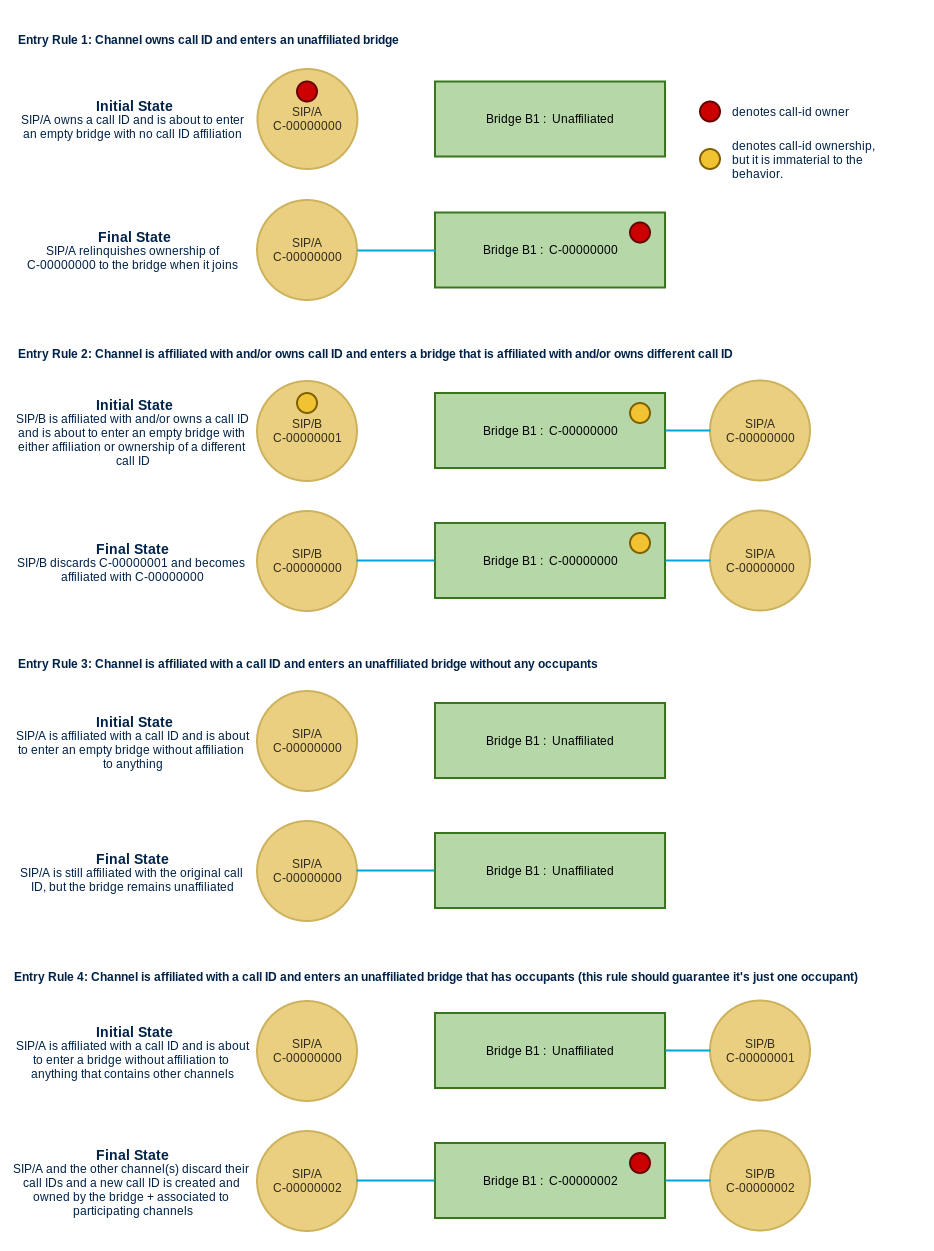 Entry Rule 1: Channel owns call ID and enters an unaffiliated bridge
Initial State
SIP/A owns a call ID and is about to enter
an empty bridge with no call ID affiliation
SIP/A
C-00000000
Bridge B1 : Unaffiliated
denotes call-id owner
denotes call-id ownership,
but it is immaterial to the
behavior.
Final State
SIP/A relinquishes ownership of
C-00000000 to the bridge when it joins
SIP/A
C-00000000
Bridge B1 : C-00000000
Entry Rule 2: Channel is affiliated with and/or owns call ID and enters a bridge that is affiliated with and/or owns different call ID
Initial State
SIP/B is affiliated with and/or owns a call ID
and is about to enter an empty bridge with
either affiliation or ownership of a different
call ID
SIP/B
C-00000001
Bridge B1 : C-00000000
SIP/A
C-00000000
Final State
SIP/B discards C-00000001 and becomes
affiliated with C-00000000
SIP/B
C-00000000
Bridge B1 : C-00000000
SIP/A
C-00000000
Entry Rule 3: Channel is affiliated with a call ID and enters an unaffiliated bridge without any occupants
Initial State
SIP/A is affiliated with a call ID and is about
to enter an empty bridge without affiliation
to anything
SIP/A
C-00000000
Bridge B1 : Unaffiliated
Final State
SIP/A is still affiliated with the original call
ID, but the bridge remains unaffiliated
SIP/A
C-00000000
Bridge B1 : Unaffiliated
Entry Rule 4: Channel is affiliated with a call ID and enters an unaffiliated bridge that has occupants (this rule should guarantee it's just one occupant)
Initial State
SIP/A is affiliated with a call ID and is about
to enter a bridge without affiliation to
anything that contains other channels
SIP/A
C-00000000
Bridge B1 : Unaffiliated
SIP/B
C-00000001
Final State
SIP/A and the other channel(s) discard their
call IDs and a new call ID is created and
owned by the bridge + associated to
participating channels
SIP/A
C-00000002
Bridge B1 : C-00000002
SIP/B
C-00000002